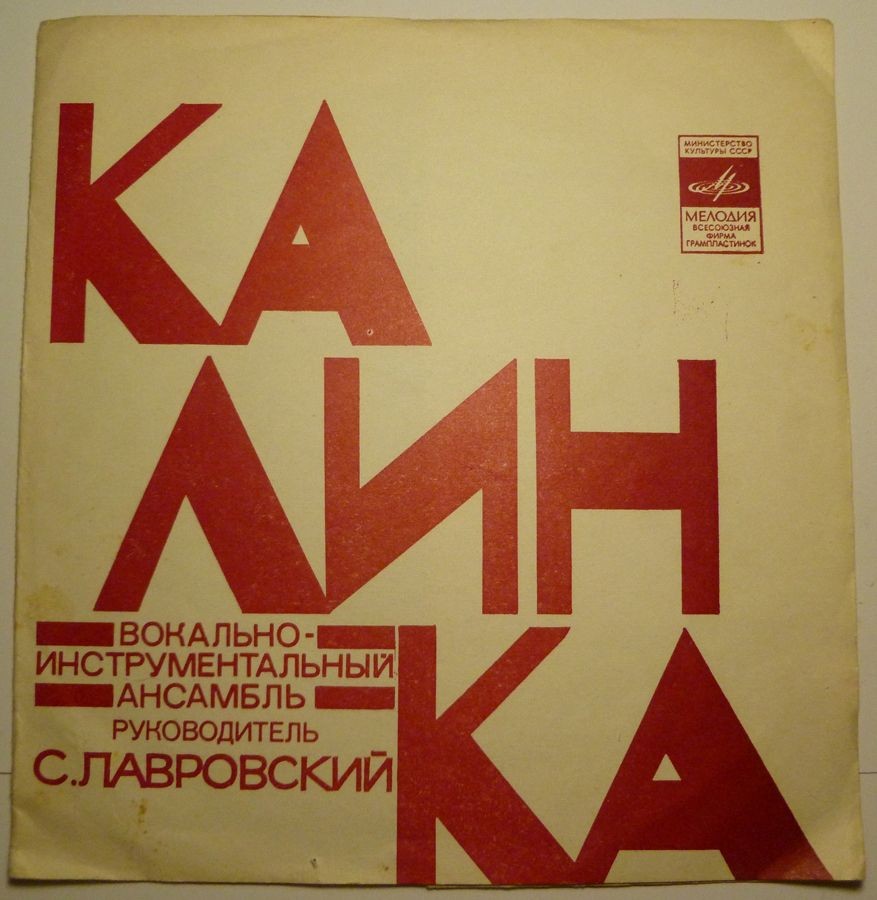 КА
ЛИН
КА
МИНИСТЕРСТВО
КУЛЬТУРЫ СССР
МЕЛОДИЯ
ВСЕСОЮЗНАЯ
ФИРМА
ГРАМПЛАСТИНОК
ВОКАЛЬНО-
ИНСТРУМЕНТАЛЬНЫЙ
АНСАМБЛЬ
РУКОВОДИТЕЛЬ
С.ЛАВРОВСКИЙ